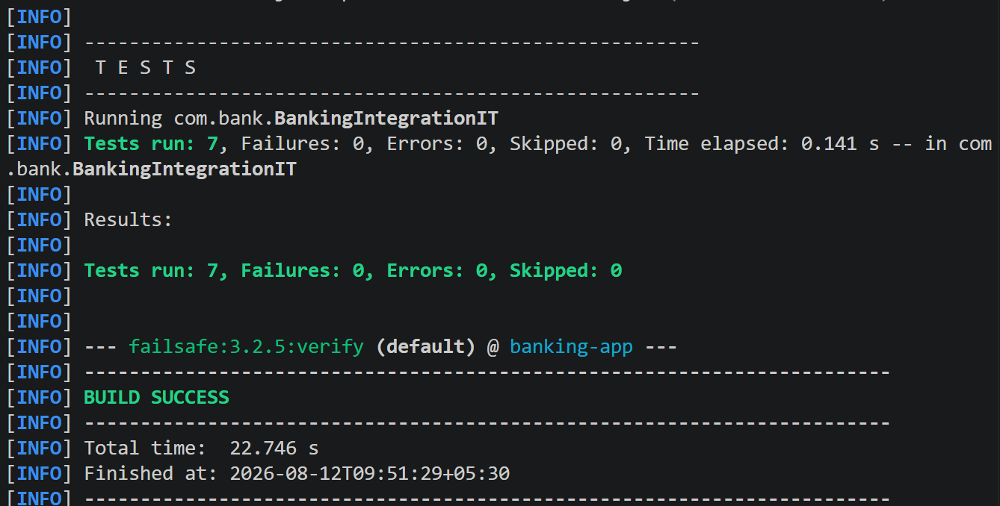 [INFO]
[INFO] -------------------------------------------------------
[INFO]  T E S T S
[INFO] -------------------------------------------------------
[INFO] Running com.bank.BankingIntegrationIT
[INFO] Tests run: 7, Failures: 0, Errors: 0, Skipped: 0, Time elapsed: 0.141 s -- in com
.bank.BankingIntegrationIT
[INFO]
[INFO] Results:
[INFO]
[INFO] Tests run: 7, Failures: 0, Errors: 0, Skipped: 0
[INFO]
[INFO]
[INFO] --- failsafe:3.2.5:verify (default) @ banking-app ---
[INFO] ------------------------------------------------------------------------
[INFO] BUILD SUCCESS
[INFO] ------------------------------------------------------------------------
[INFO] Total time:  22.746 s
[INFO] Finished at: 2026-08-12T09:51:29+05:30
[INFO] ------------------------------------------------------------------------